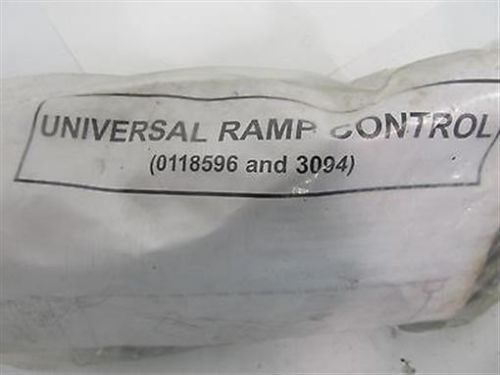 UNIVERSAL RAMP CONTROL
(0118596 and 3094)